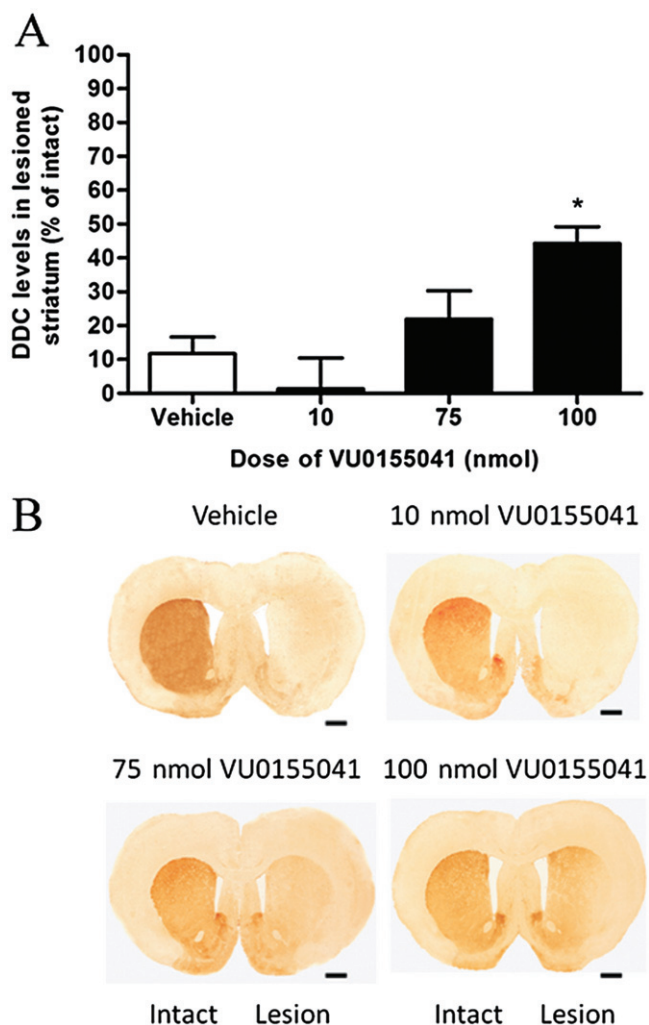 A
DDC levels in lesioned
striatum (% of intact)
100
90
80
70
60
50
40
30
20
10
0
*
Vehicle 10 75 100
Dose of VU0155041 (nmol)
B
Vehicle 10 nmol VU0155041
75 nmol VU0155041 100 nmol VU0155041
Intact Lesion Intact Lesion